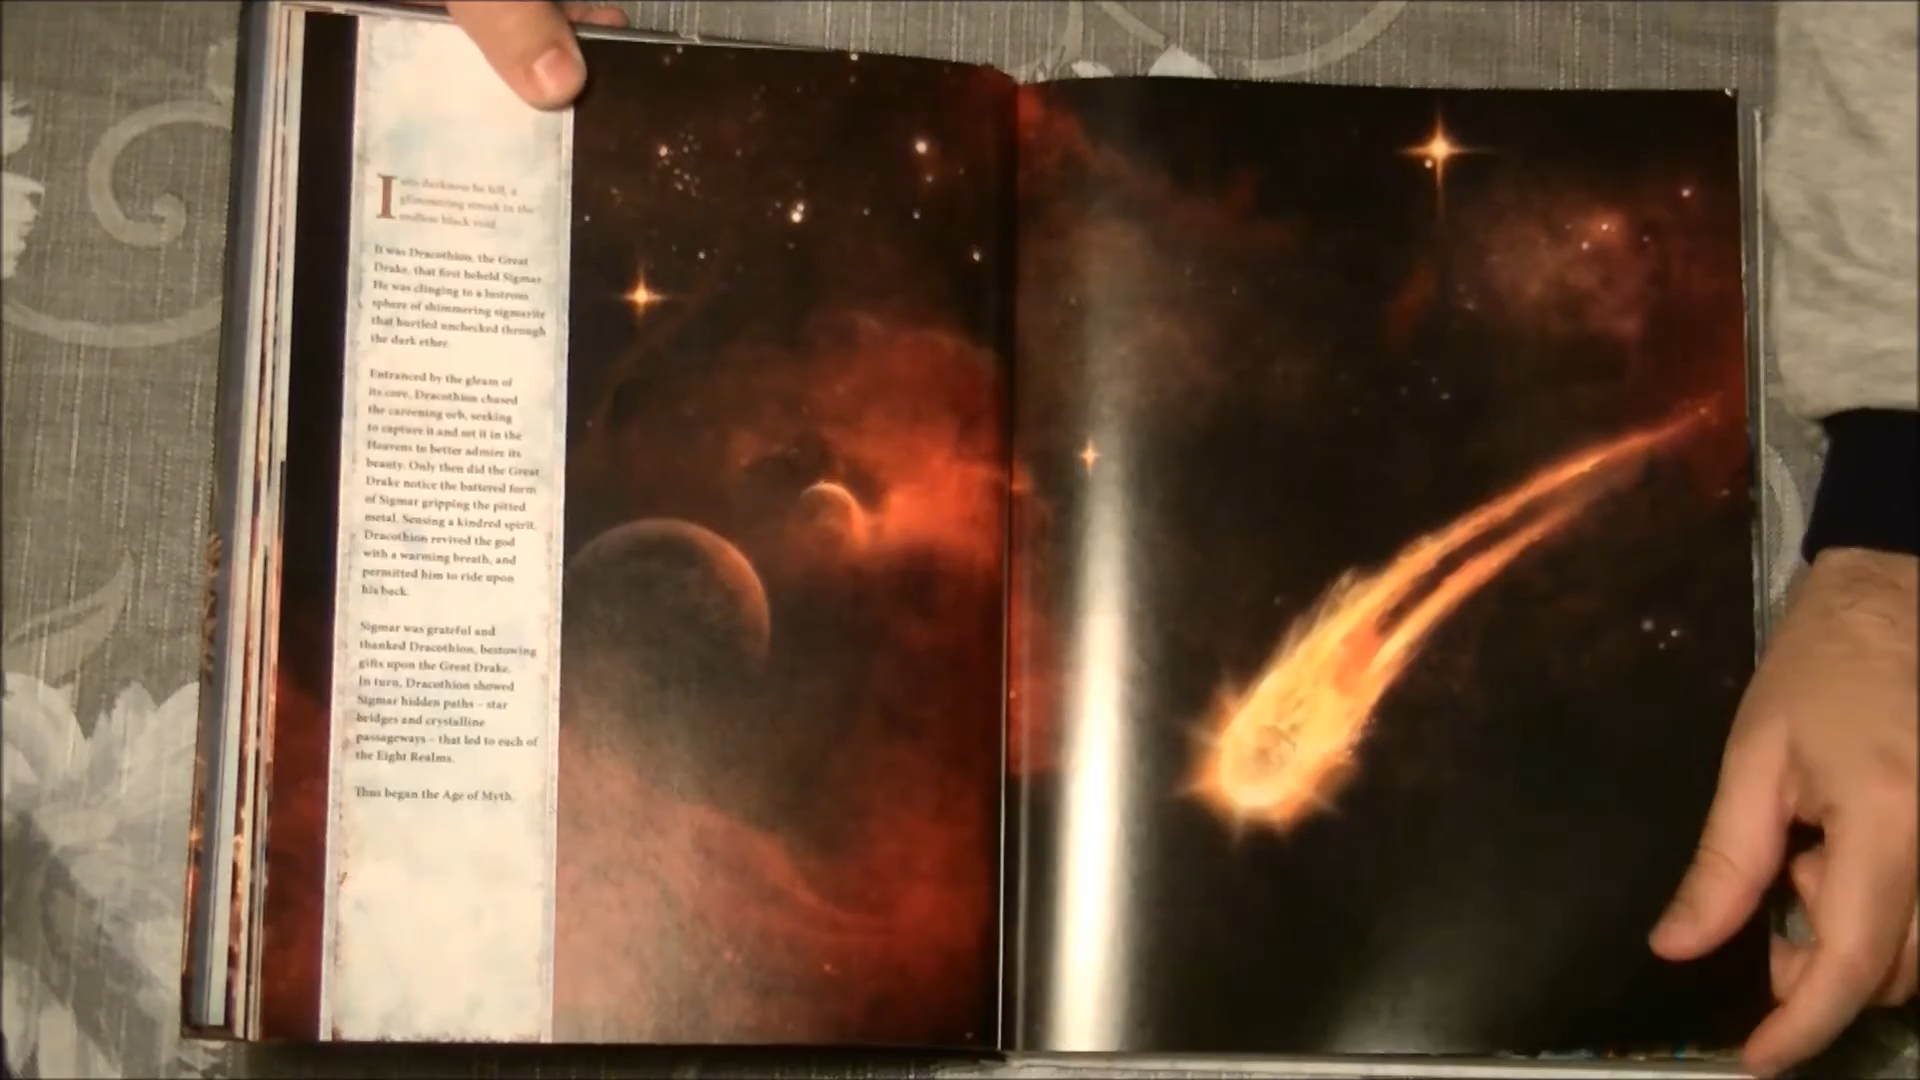 Into darkness he fell, a
glimmering streak in the
endless black void.
It was Dracothion, the Great
Drake, that first beheld Sigmar.
He was clinging to a lustrous
sphere of shimmering sigmarite
that hurtled unchecked through
the dark ether.
Entranced by the gleam of
its core, Dracothion chased
the careening orb, seeking
to capture it and set it in the
Heavens to better admire its
beauty. Only then did the Great
Drake notice the battered form
of Sigmar gripping the pitted
metal. Sensing a kindred spirit,
Dracothion revived the god
with a warming breath, and
permitted him to ride upon
his back.
Sigmar was grateful and
thanked Dracothion, bestowing
gifts upon the Great Drake.
In turn, Dracothion showed
Sigmar hidden paths – star
bridges and crystalline
passageways – that led to each of
the Eight Realms.
Thus began the Age of Myth.